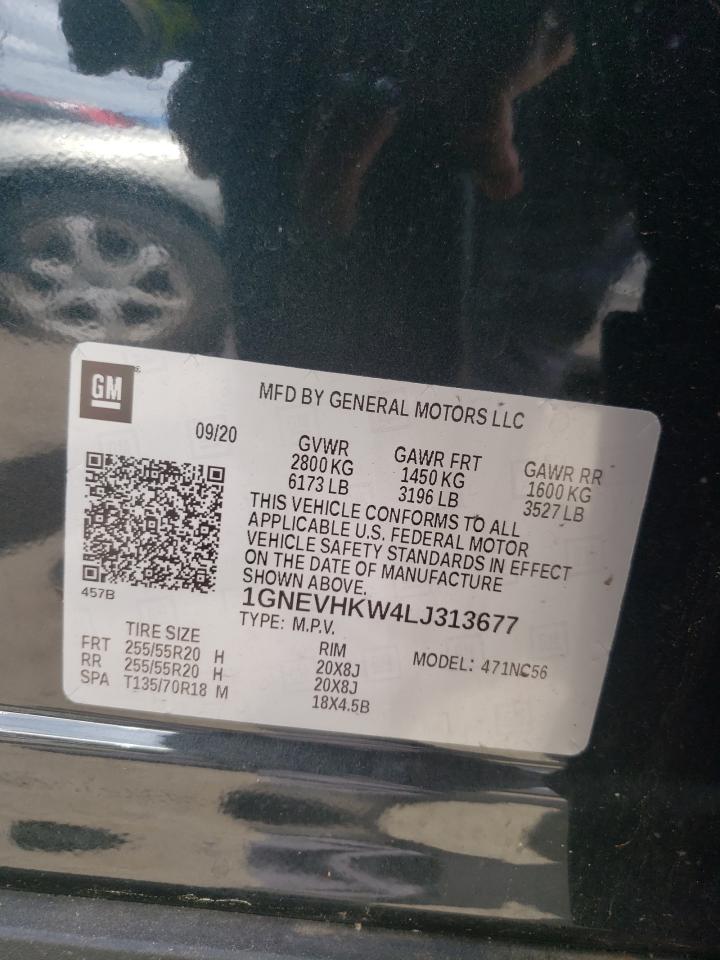 GM
MFD BY GENERAL MOTORS LLC
09/20
GVWR GAWR FRT GAWR RR
2800 KG 1450 KG 1600 KG
6173 LB 3196 LB 3527 LB
THIS VEHICLE CONFORMS TO ALL
APPLICABLE U.S. FEDERAL MOTOR
VEHICLE SAFETY STANDARDS IN EFFECT
ON THE DATE OF MANUFACTURE
SHOWN ABOVE.
457B
1GNEVHKW4LJ313677
TYPE: M.P.V.
MODEL: 471NC56
TIRE SIZE RIM
FRT 255/55R20 H 20X8J
RR 255/55R20 H 20X8J
SPA T135/70R18 M 18X4.5B